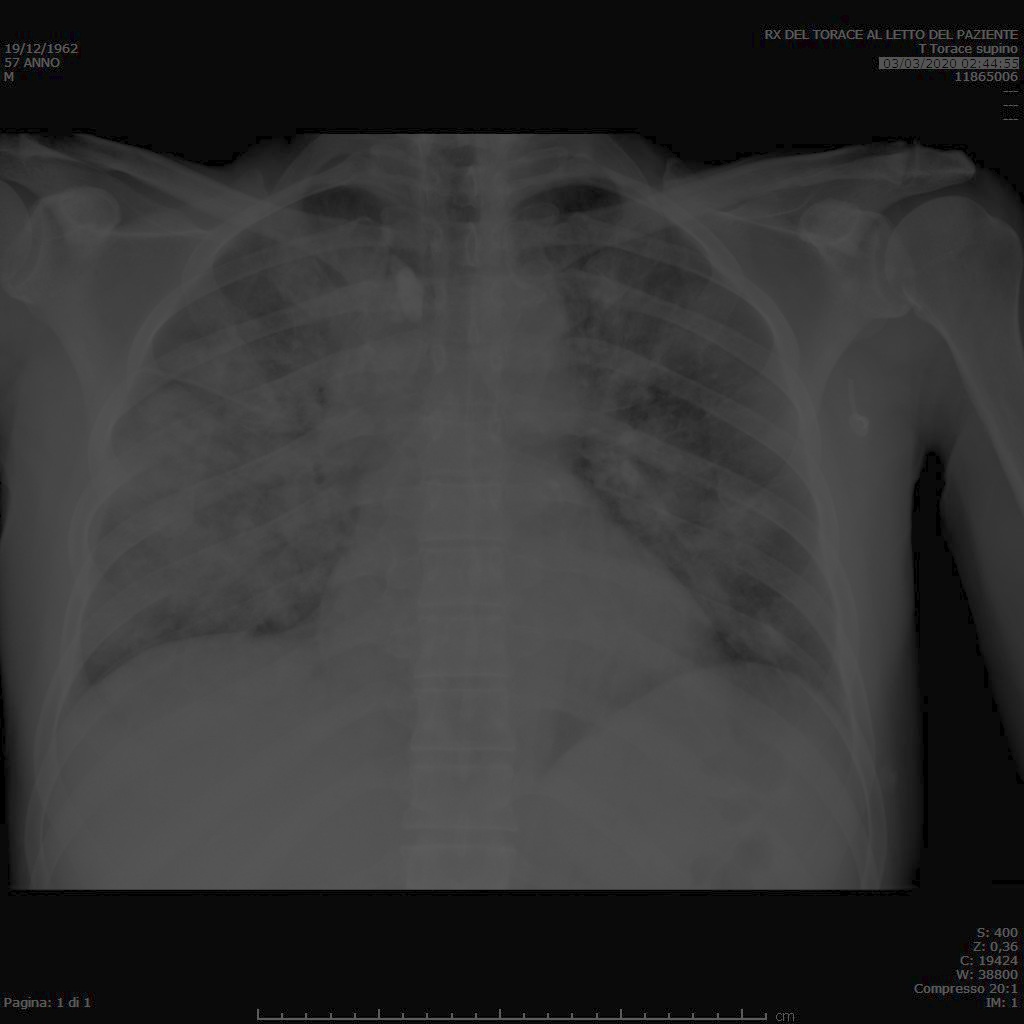 19/12/1962
57 ANNO
M
RX DEL TORACE AL LETTO DEL PAZIENTE
T Torace supino
03/03/2020 02:44:55
11865006
---
---
S: 400
Z: 0,36
C: 19424
W: 38800
Compresso 20:1
IM: 1
Pagina: 1 di 1
cm